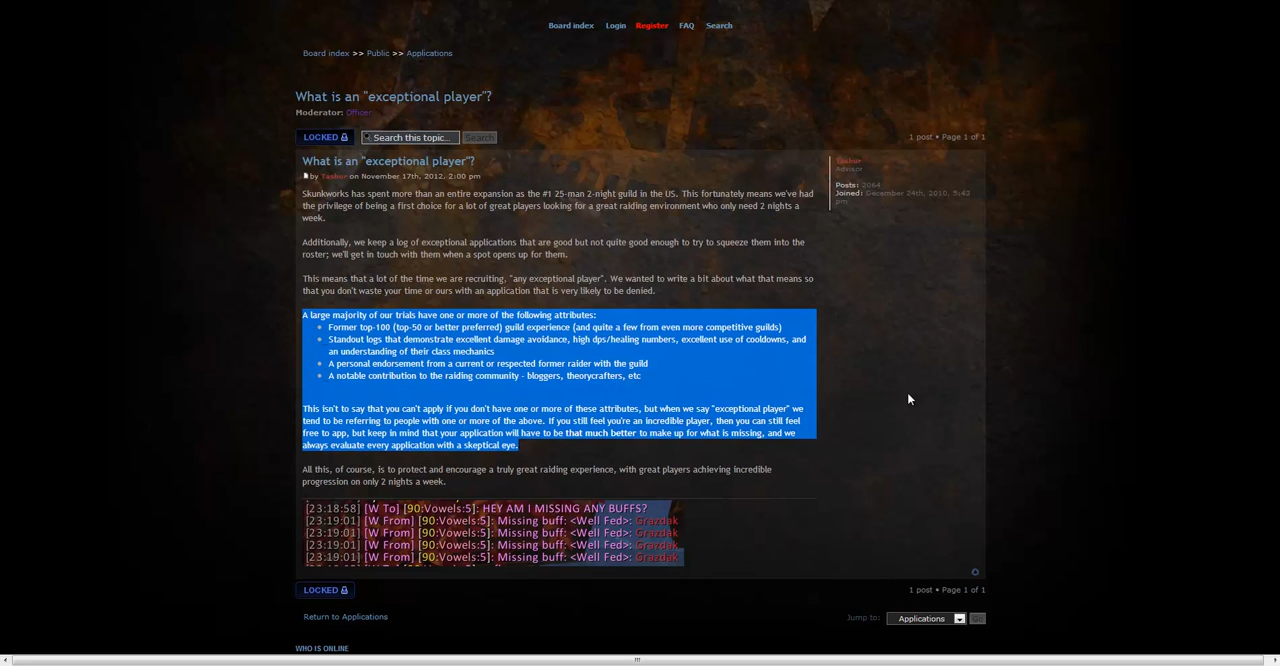 Board index Login Register FAQ Search
Board index >> Public >> Applications
What is an "exceptional player"?
Moderator: Officer
LOCKED Search this topic... Search 1 post • Page 1 of 1
What is an "exceptional player"?
by Tashur on November 17th, 2012, 2:00 pm
Skunkworks has spent more than an entire expansion as the #1 25-man 2-night guild in the US. This fortunately means we've had
the privilege of being a first choice for a lot of great players looking for a great raiding environment who only need 2 nights a
week.
Additionally, we keep a log of exceptional applications that are good but not quite good enough to try to squeeze them into the
roster; we'll get in touch with them when a spot opens up for them.
This means that a lot of the time we are recruiting, "any exceptional player". We wanted to write a bit about what that means so
that you don't waste your time or ours with an application that is very likely to be denied.
A large majority of our trials have one or more of the following attributes:
• Former top-100 (top-50 or better preferred) guild experience (and quite a few from even more competitive guilds)
• Standout logs that demonstrate excellent damage avoidance, high dps/healing numbers, excellent use of cooldowns, and
an understanding of their class mechanics
• A personal endorsement from a current or respected former raider with the guild
• A notable contribution to the raiding community - bloggers, theorycrafters, etc
This isn't to say that you can't apply if you don't have one or more of these attributes, but when we say "exceptional player" we
tend to be referring to people with one or more of the above. If you still feel you're an incredible player, then you can still feel
free to app, but keep in mind that your application will have to be that much better to make up for what is missing, and we
always evaluate every application with a skeptical eye.
All this, of course, is to protect and encourage a truly great raiding experience, with great players achieving incredible
progression on only 2 nights a week.
[23:18:58] [W To] [90:Vowels:5]: HEY AM I MISSING ANY BUFFS?
[23:19:01] [W From] [90:Vowels:5]: Missing buff: <Well Fed>: Grazdak
[23:19:01] [W From] [90:Vowels:5]: Missing buff: <Well Fed>: Grazdak
[23:19:01] [W From] [90:Vowels:5]: Missing buff: <Well Fed>: Grazdak
[23:19:01] [W From] [90:Vowels:5]: Missing buff: <Well Fed>: Grazdak
Tashur
Advisor
Posts: 2064
Joined: December 24th, 2010, 5:43
pm
LOCKED 1 post • Page 1 of 1
Return to Applications Jump to: Applications Go
WHO IS ONLINE